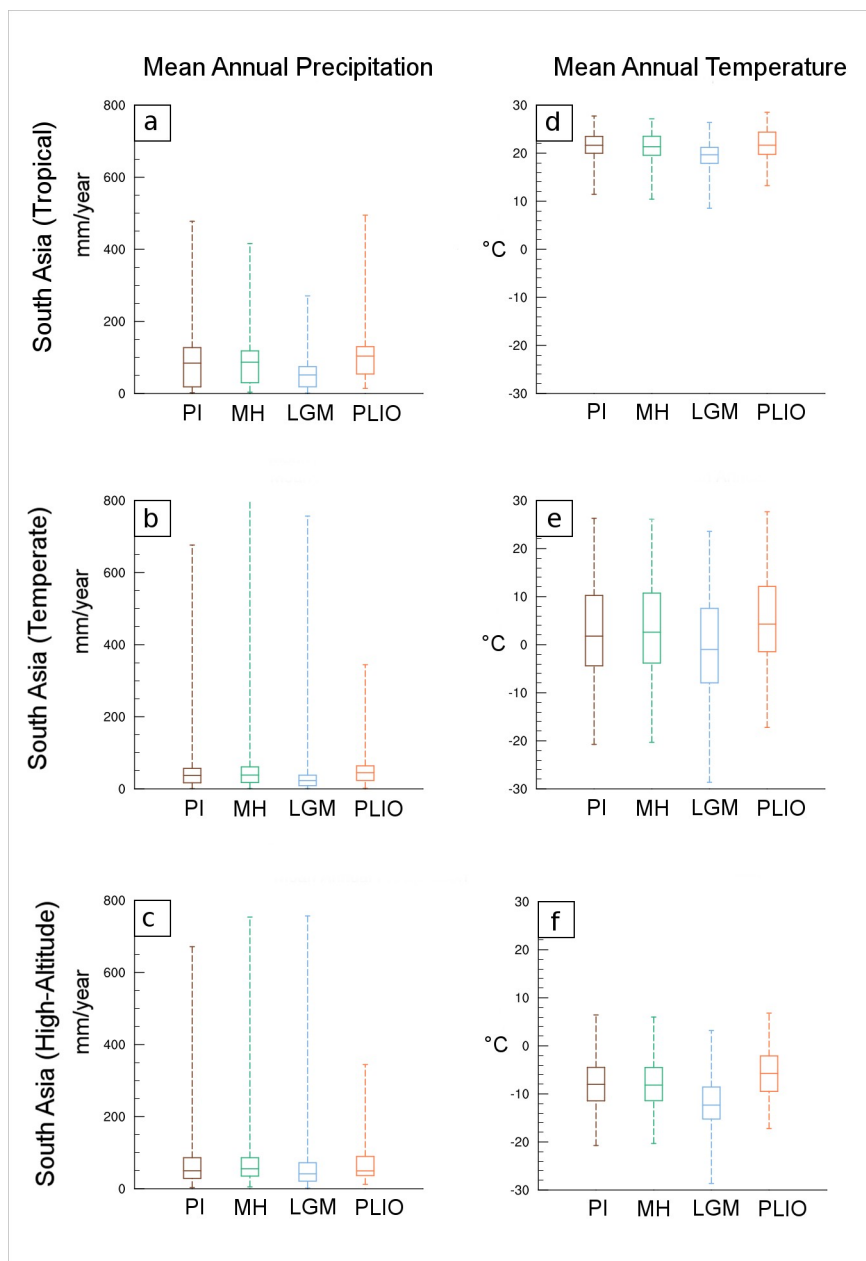 Mean Annual Precipitation
Mean Annual Temperature
South Asia (Tropical)
mm/year
800
600
400
200
0
a
PI
MH
LGM
PLIO
°C
30
20
10
0
-10
-20
-30
d
PI
MH
LGM
PLIO
South Asia (Temperate)
mm/year
800
600
400
200
0
b
PI
MH
LGM
PLIO
°C
30
20
10
0
-10
-20
-30
e
PI
MH
LGM
PLIO
South Asia (High-Altitude)
mm/year
800
600
400
200
0
c
PI
MH
LGM
PLIO
°C
30
20
10
0
-10
-20
-30
f
PI
MH
LGM
PLIO